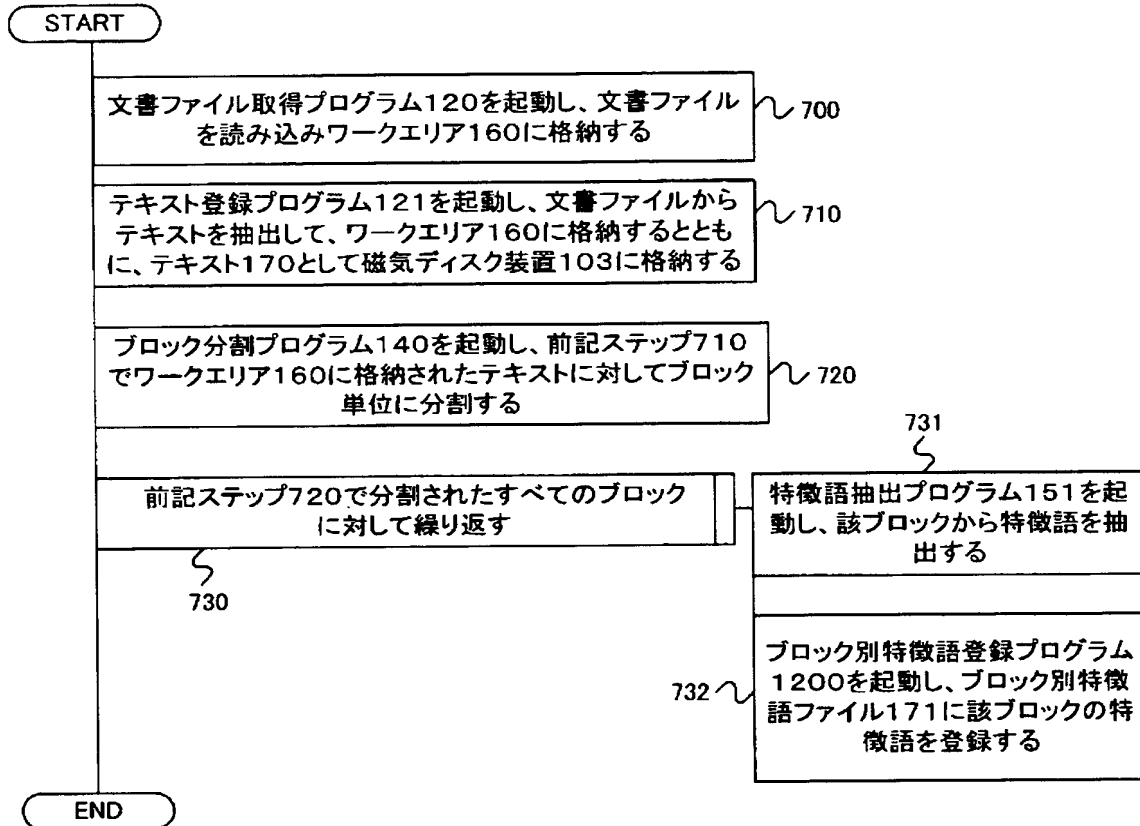 START
文書ファイル取得プログラム120を起動し、文書ファイル
を読み込みワークエリア160に格納する
700
テキスト登録プログラム121を起動し、文書ファイルから
テキストを抽出して、ワークエリア160に格納するととも
に、テキスト170として磁気ディスク装置103に格納する
710
ブロック分割プログラム140を起動し、前記ステップ710
でワークエリア160に格納されたテキストに対してブロック
単位に分割する
720
前記ステップ720で分割されたすべてのブロック
に対して繰り返す
730
731
特徴語抽出プログラム151を起
動し、該ブロックから特徴語を抽
出する
ブロック別特徴語登録プログラム
1200を起動し、ブロック別特徴
語ファイル171に該ブロックの特
徴語を登録する
732
END